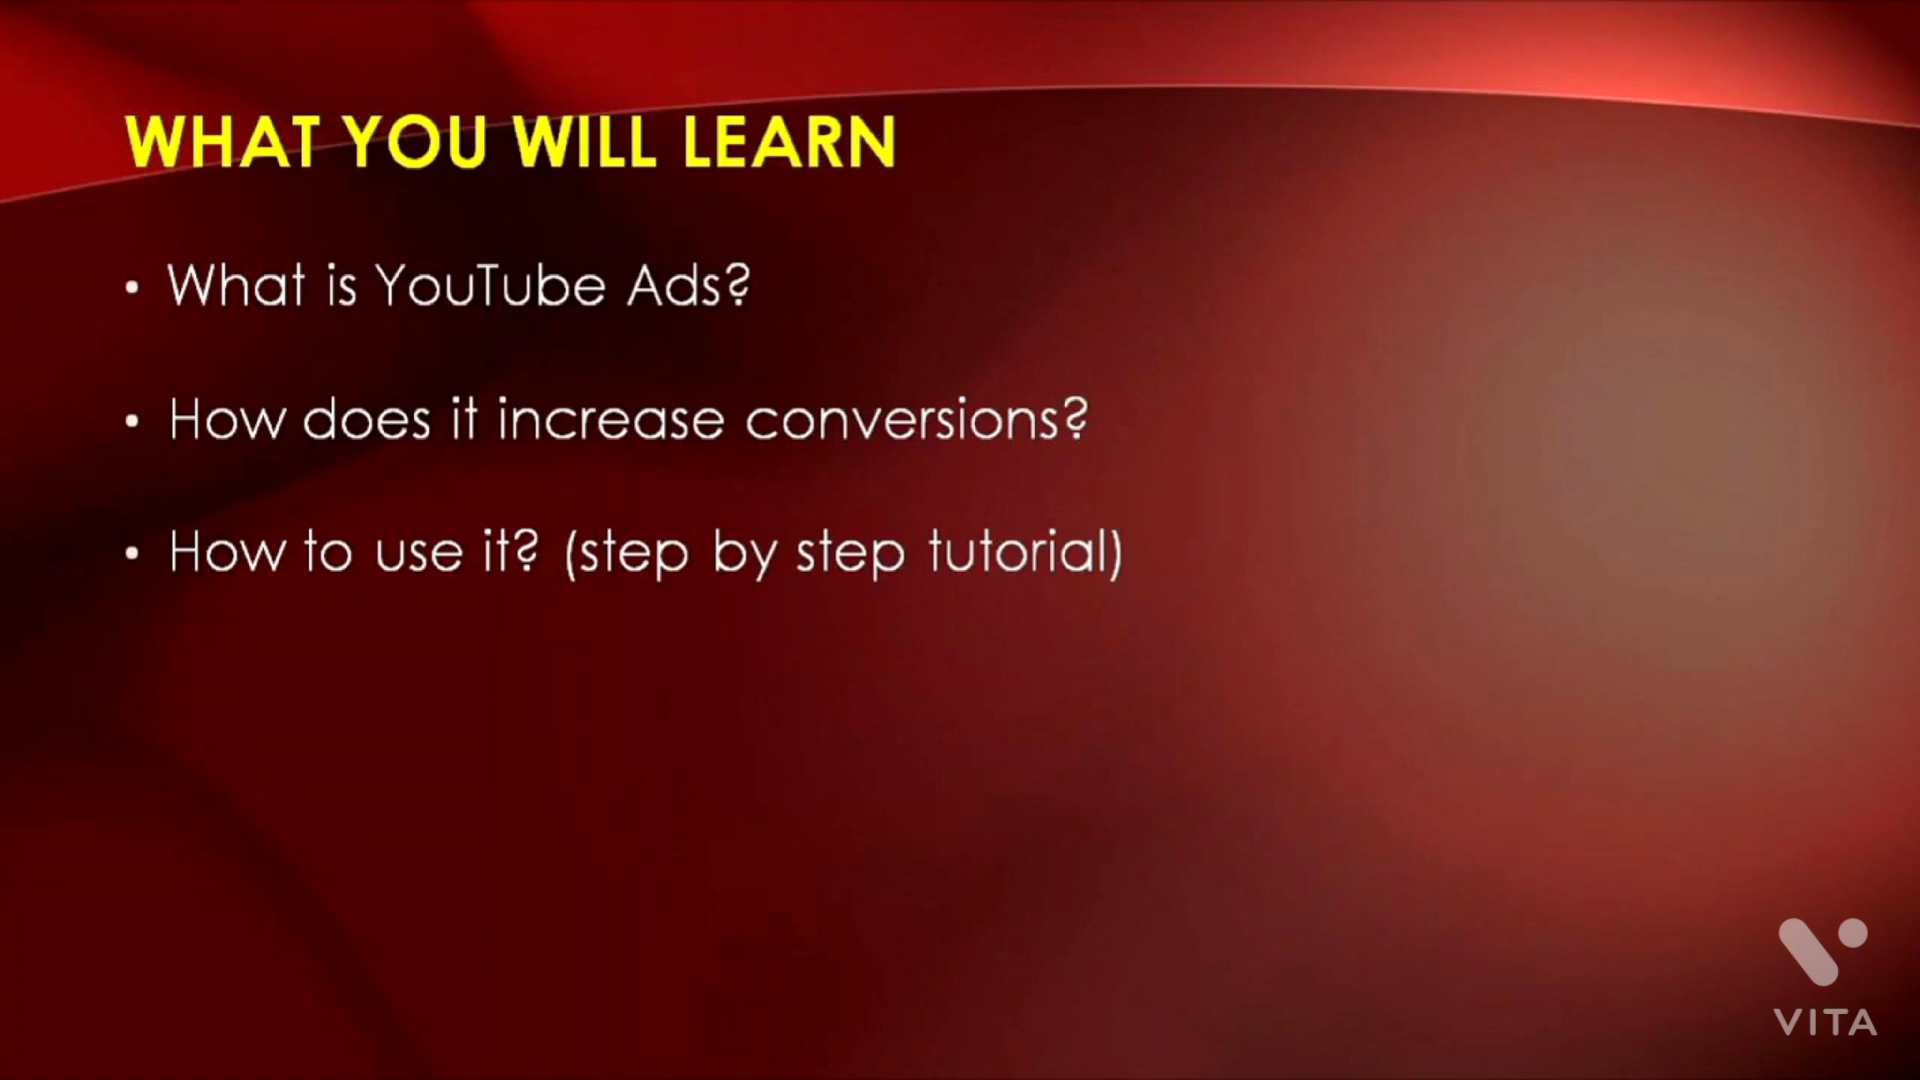 WHAT YOU WILL LEARN
• What is YouTube Ads?
• How does it increase conversions?
• How to use it? (step by step tutorial)
VITA